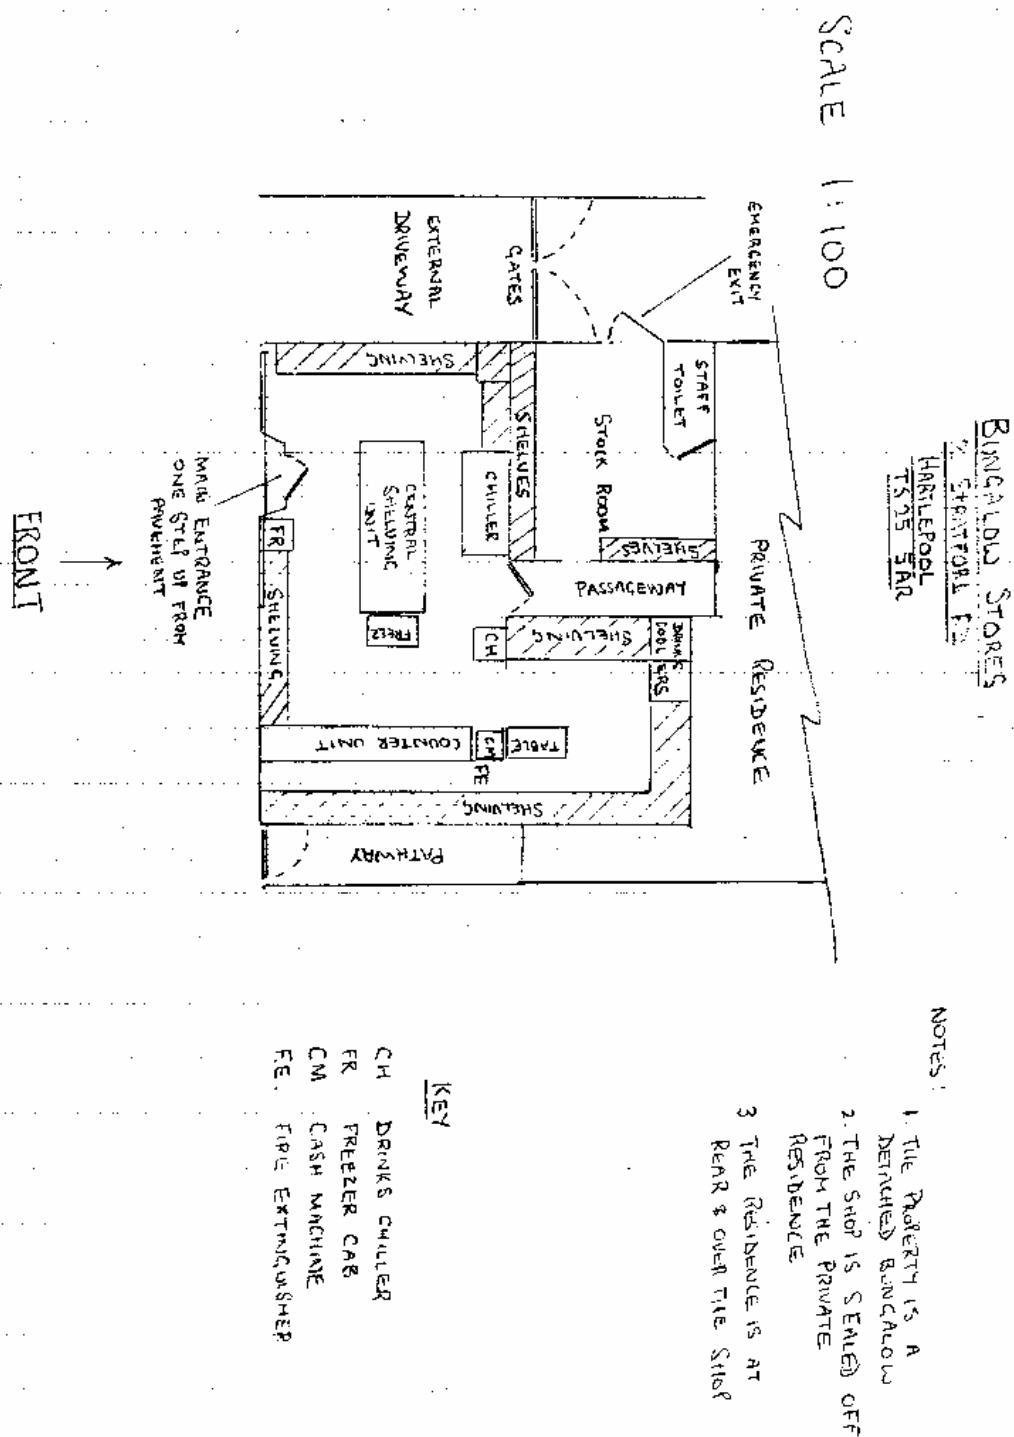 SCALE 1:100
BUNGALOW STORES
STRATFORD
HARTLEPOOL
TS25 5AR
EMERGENCY
EXIT
EXTERNAL
DRIVEWAY
GATES
STAFF
TOILET
SHELVING
SHELVES
STOCK ROOM
CHILLER
CENTRAL
SHELVING
UNIT
SHELVES
PASSAGEWAY
PRIVATE RESIDENCE
MAIN ENTRANCE
ONE STEP UP FROM
PAVEMENT
FRONT
FR
SHELVING
FREEZ
CH
SHELVING
DRINKS
COOLERS
COUNTER UNIT
CM
TABLE
FE
SHELVING
PATHWAY
NOTES:
1. THE PROPERTY IS A
DETACHED BUNGALOW
2. THE SHOP IS SEALED OFF
FROM THE PRIVATE
RESIDENCE
3 THE RESIDENCE IS AT
REAR & OVER THE SHOP
KEY
CH DRINKS CHILLER
FR FREEZER CAB
CM CASH MACHINE
F.E. FIRE EXTINGUISHER